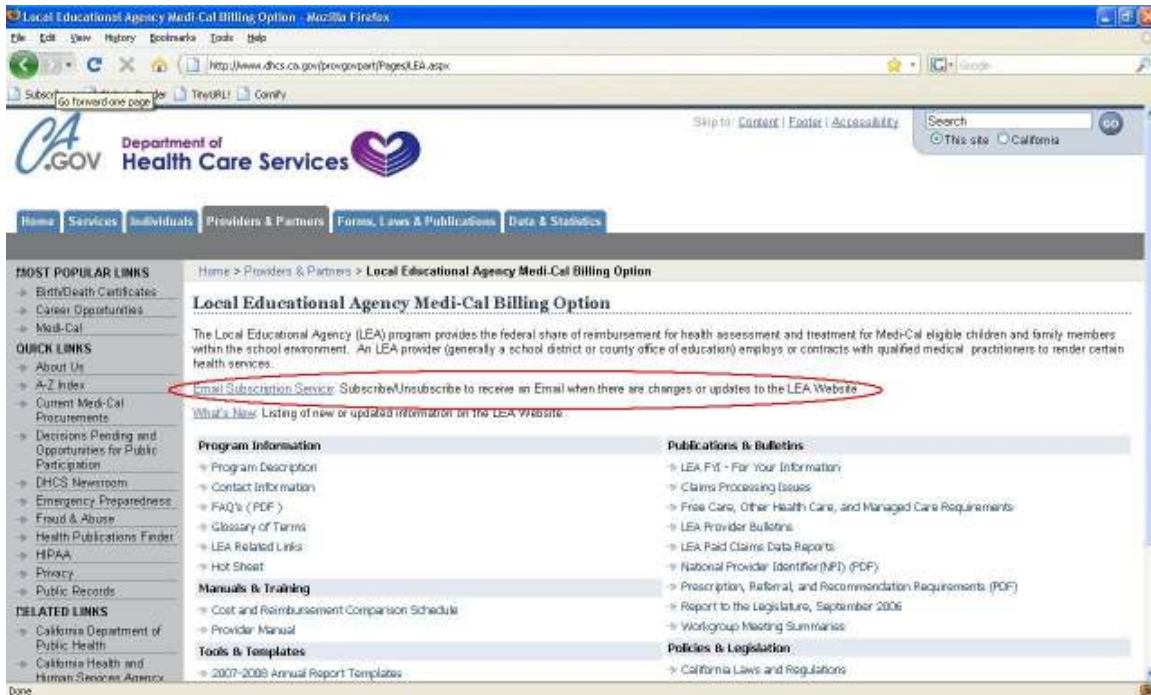 Local Educational Agency Medi-Cal Billing Option - Mozilla Firefox
File Edit View History Bookmarks Tools Help
http://www.dhcs.ca.gov/provgovpart/Pages/LEA.aspx
Google
TinyURL! Comify
Go forward one page
CA.GOV
Department of
Health Care Services
Skip to: Content | Footer | Accessibility
Search
GO
This site California
Home Services Individuals Providers & Partners Forms, Laws & Publications Data & Statistics
MOST POPULAR LINKS
Birth/Death Certificates
Career Opportunities
Medi-Cal
QUICK LINKS
About Us
A-Z Index
Current Medi-Cal
Procurements
Decisions Pending and
Opportunities for Public
Participation
DHCS Newsroom
Emergency Preparedness
Fraud & Abuse
Health Publications Finder
HIPAA
Privacy
Public Records
RELATED LINKS
California Department of
Public Health
California Health and
Human Services Agency
Home > Providers & Partners > Local Educational Agency Medi-Cal Billing Option
Local Educational Agency Medi-Cal Billing Option
The Local Educational Agency (LEA) program provides the federal share of reimbursement for health assessment and treatment for Medi-Cal eligible children and family members
within the school environment. An LEA provider (generally a school district or county office of education) employs or contracts with qualified medical practitioners to render certain
health services.
Email Subscription Service: Subscribe/Unsubscribe to receive an Email when there are changes or updates to the LEA Website
What's New: Listing of new or updated information on the LEA Website
Program Information
Program Description
Contact Information
FAQ's (PDF)
Glossary of Terms
LEA Related Links
Hot Sheet
Manuals & Training
Cost and Reimbursement Comparison Schedule
Provider Manual
Tools & Templates
2007-2008 Annual Report Templates
Publications & Bulletins
LEA FYI - For Your Information
Claims Processing Issues
Free Care, Other Health Care, and Managed Care Requirements
LEA Provider Bulletins
LEA Paid Claims Data Reports
National Provider Identifier(NPI) (PDF)
Prescription, Referral, and Recommendation Requirements (PDF)
Report to the Legislature, September 2006
Workgroup Meeting Summaries
Policies & Legislation
California Laws and Regulations
Done